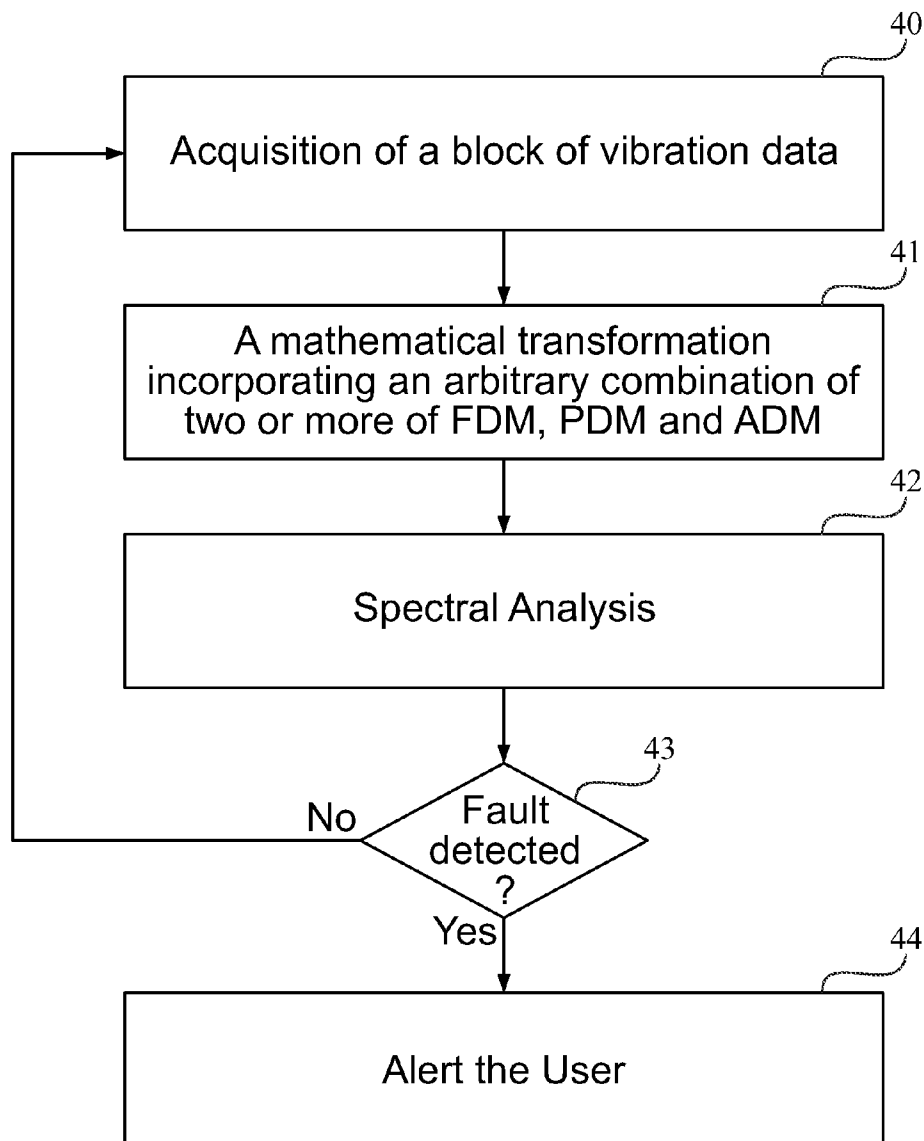 40
Acquisition of a block of vibration data
41
A mathematical transformation
incorporating an arbitrary combination of
two or more of FDM, PDM and ADM
42
Spectral Analysis
43
Fault
detected
?
No
Yes
44
Alert the User